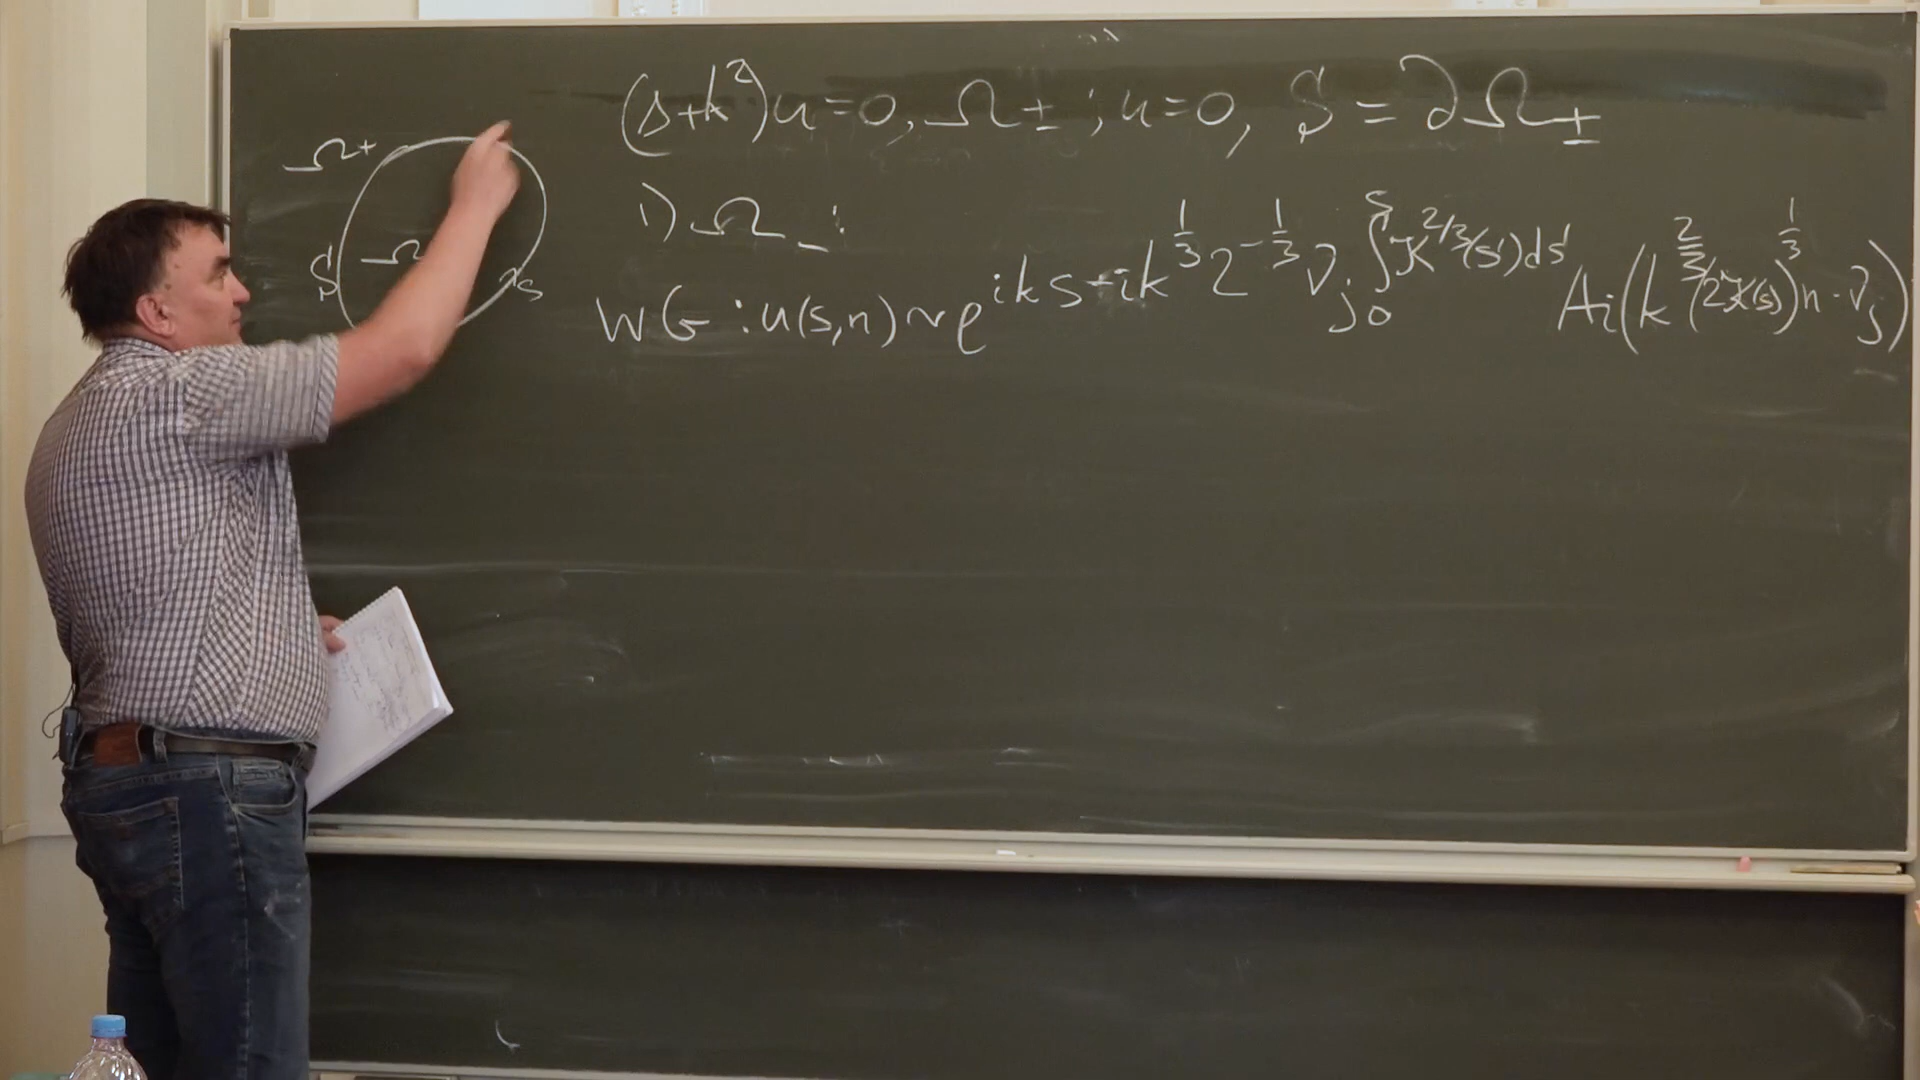 (Δ+k²)u=0, Ω±; u=0, S=∂Ω±
Ω+
1) Ω_:
S
Ω
s
WG: u(s,n) ~ e^{iks-ik^{1/3}2^{-1/3}ν_j∫_0^s ϰ^{2/3}(s')ds'} Ai(k^{2/3}(2ϰ(s))^{1/3}n-ν_j)